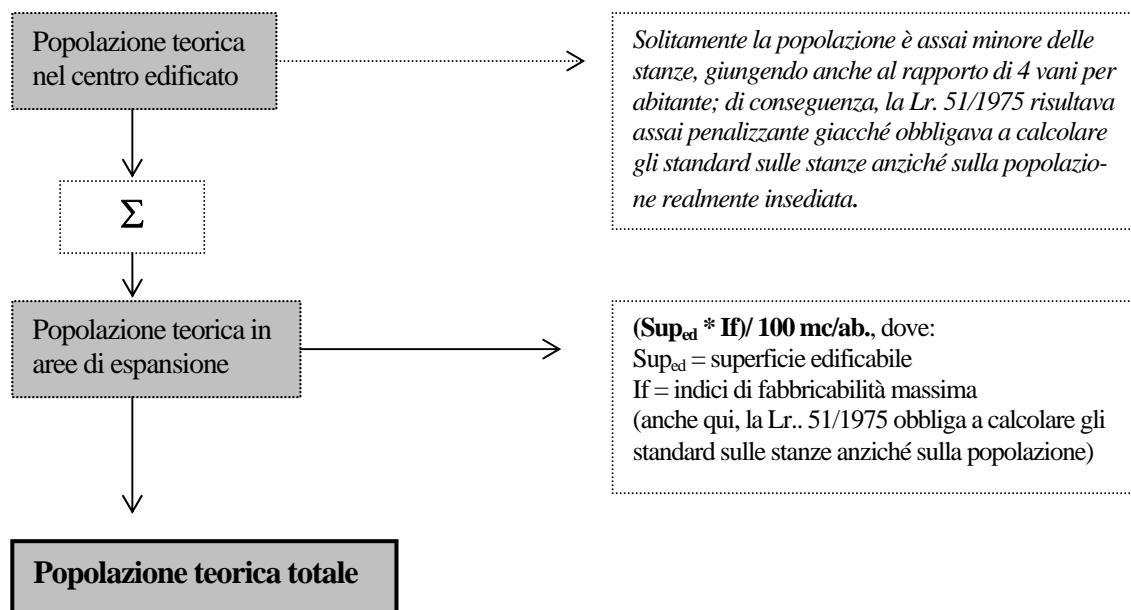 Popolazione teorica
nel centro edificato
Solitamente la popolazione è assai minore delle
stanze, giungendo anche al rapporto di 4 vani per
abitante; di conseguenza, la Lr. 51/1975 risultava
assai penalizzante giacché obbligava a calcolare
gli standard sulle stanze anziché sulla popolazio-
ne realmente insediata.
Σ
Popolazione teorica in
aree di espansione
(Sup_ed * If)/ 100 mc/ab., dove:
Sup_ed = superficie edificabile
If = indici di fabbricabilità massima
(anche qui, la Lr.. 51/1975 obbliga a calcolare gli
standard sulle stanze anziché sulla popolazione)
Popolazione teorica totale